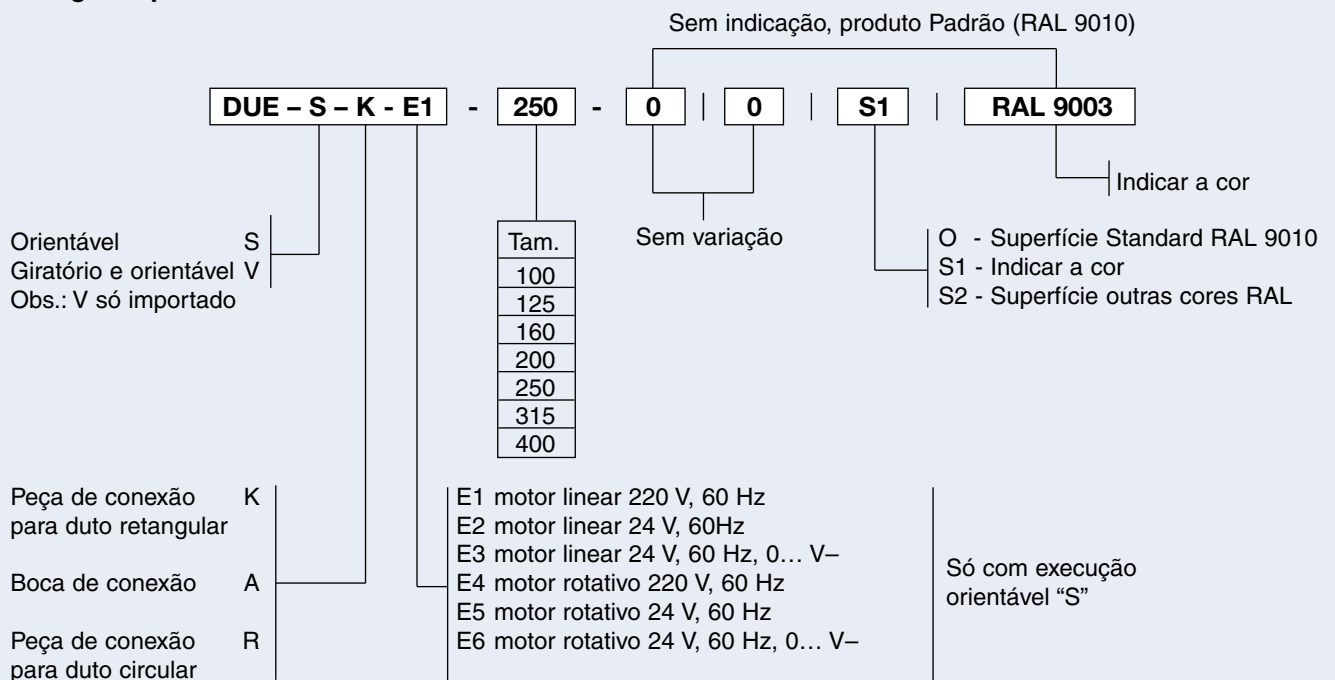 Sem indicação, produto Padrão (RAL 9010)
DUE – S – K - E1 - 250 - 0 | 0 | S1 | RAL 9003
Indicar a cor
Orientável S
Giratório e orientável V
Obs.: V só importado
Tam.
100
125
160
200
250
315
400
Sem variação
O - Superfície Standard RAL 9010
S1 - Indicar a cor
S2 - Superfície outras cores RAL
Peça de conexão K
para duto retangular
Boca de conexão A
Peça de conexão R
para duto circular
E1 motor linear 220 V, 60 Hz
E2 motor linear 24 V, 60Hz
E3 motor linear 24 V, 60 Hz, 0… V–
E4 motor rotativo 220 V, 60 Hz
E5 motor rotativo 24 V, 60 Hz
E6 motor rotativo 24 V, 60 Hz, 0… V–
Só com execução
orientável “S”